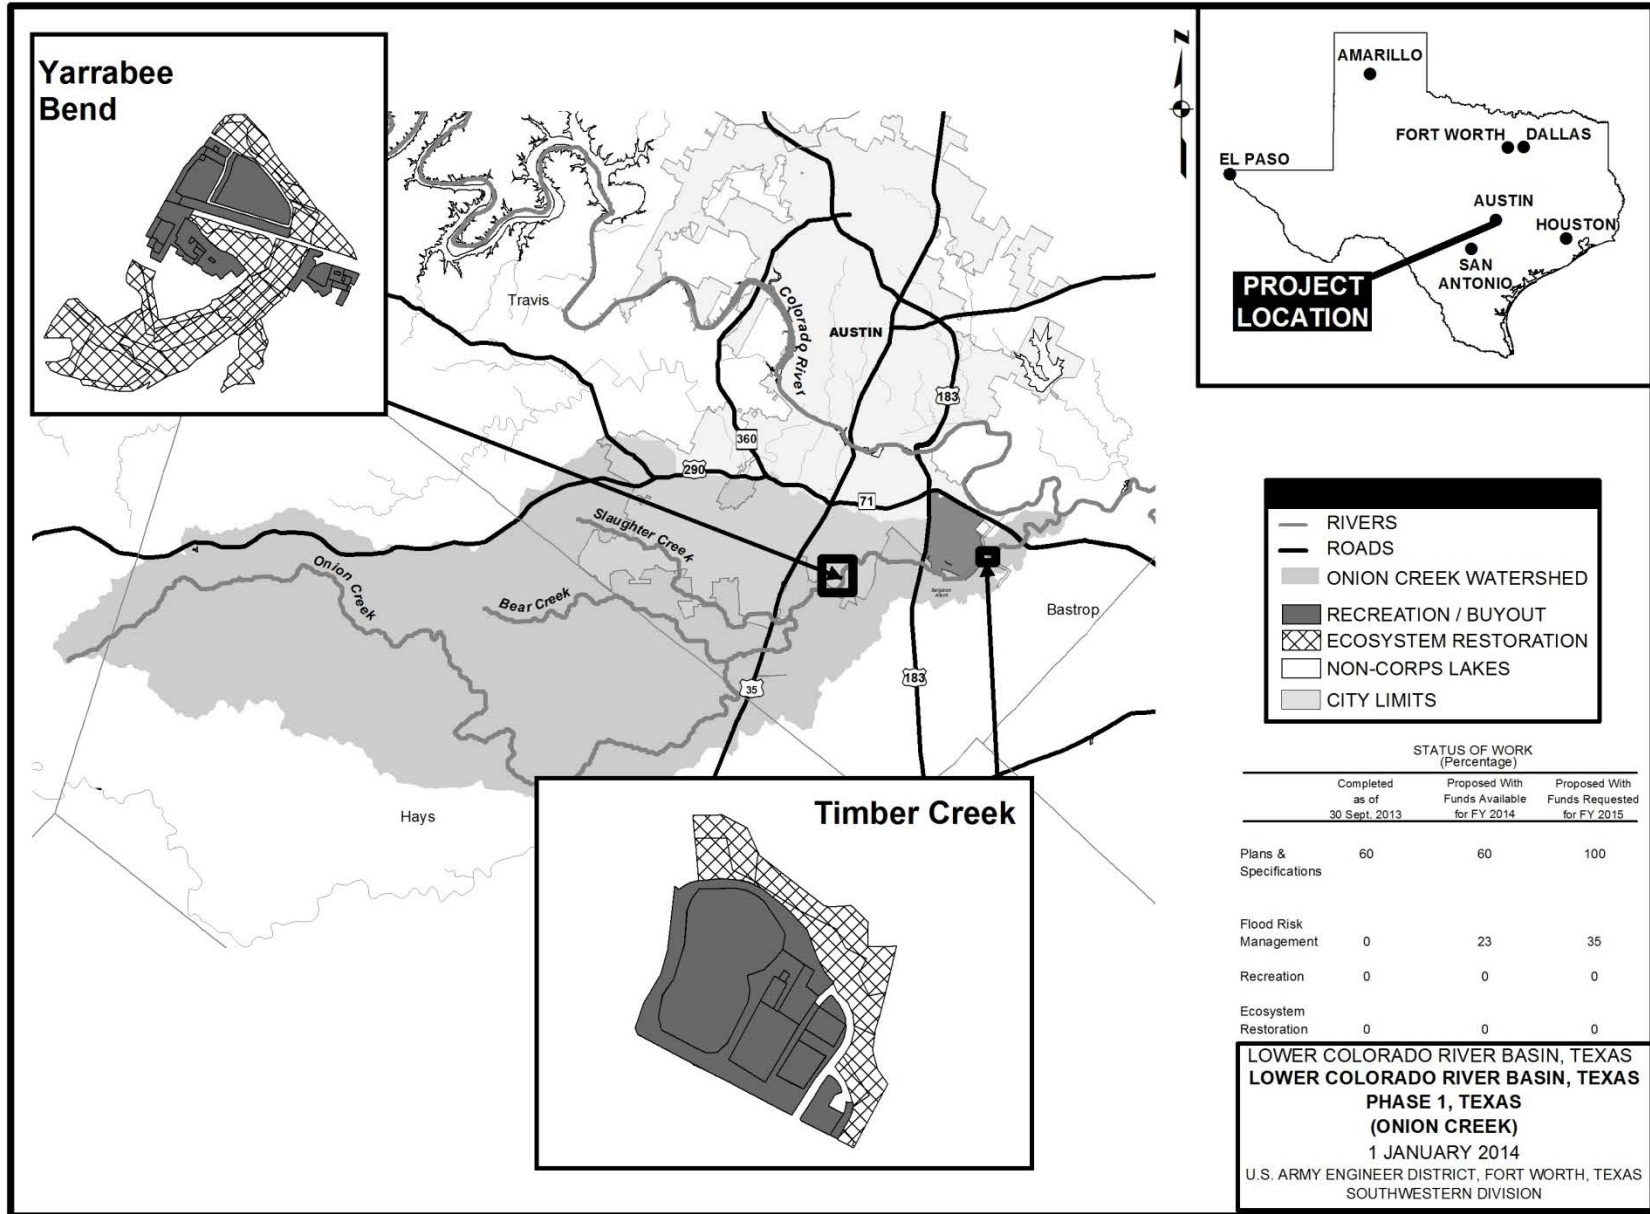 Yarrabee
Bend
N
AMARILLO
FORT WORTH
DALLAS
EL PASO
AUSTIN
HOUSTON
SAN
ANTONIO
PROJECT
LOCATION
Travis
Colorado River
AUSTIN
183
360
290
71
Slaughter Creek
Onion
Creek
Bear Creek
Bastrop
35
183
Hays
Timber Creek
RIVERS
ROADS
ONION CREEK WATERSHED
RECREATION / BUYOUT
ECOSYSTEM RESTORATION
NON-CORPS LAKES
CITY LIMITS
STATUS OF WORK
(Percentage)
Completed Proposed With Proposed With
as of Funds Available Funds Requested
30 Sept. 2013 for FY 2014 for FY 2015
Plans & 60 60 100
Specifications
Flood Risk
Management 0 23 35
Recreation 0 0 0
Ecosystem
Restoration 0 0 0
LOWER COLORADO RIVER BASIN, TEXAS
LOWER COLORADO RIVER BASIN, TEXAS
PHASE 1, TEXAS
(ONION CREEK)
1 JANUARY 2014
U.S. ARMY ENGINEER DISTRICT, FORT WORTH, TEXAS
SOUTHWESTERN DIVISION